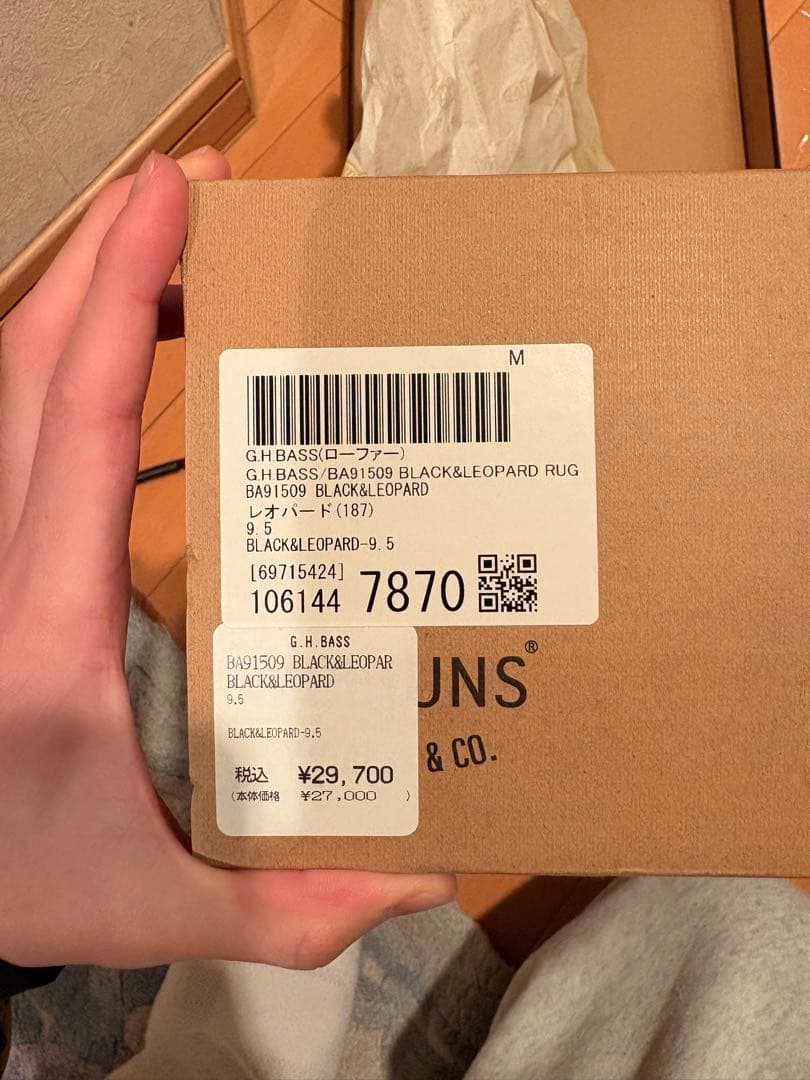 M
G.H.BASS(ローファー)
G.H.BASS/BA91509 BLACK&LEOPARD RUG
BA91509 BLACK&LEOPARD
レオパード(187)
9.5
BLACK&LEOPARD-9.5
[69715424]
106144 7870
UNS®
& CO.
G.H.BASS
BA91509 BLACK&LEOPAR
BLACK&LEOPARD
9.5
BLACK&LEOPARD-9.5
税込 ¥29,700
(本体価格 ¥27,000 )